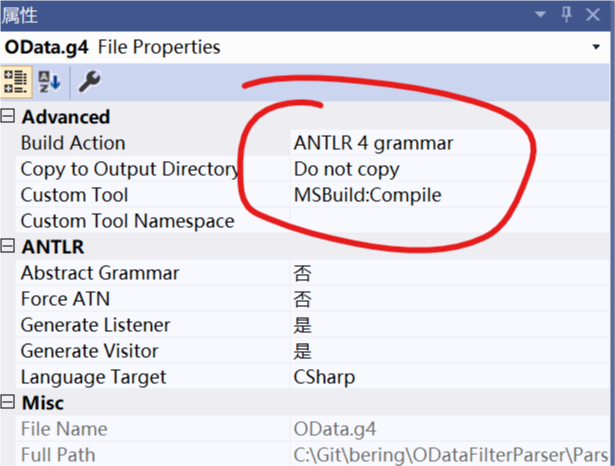 属性
OData.g4 File Properties
Advanced
Build Action ANTLR 4 grammar
Copy to Output Directory Do not copy
Custom Tool MSBuild:Compile
Custom Tool Namespace
ANTLR
Abstract Grammar 否
Force ATN 否
Generate Listener 是
Generate Visitor 是
Language Target CSharp
Misc
File Name OData.g4
Full Path C:\Git\bering\ODataFilterParser\Pars